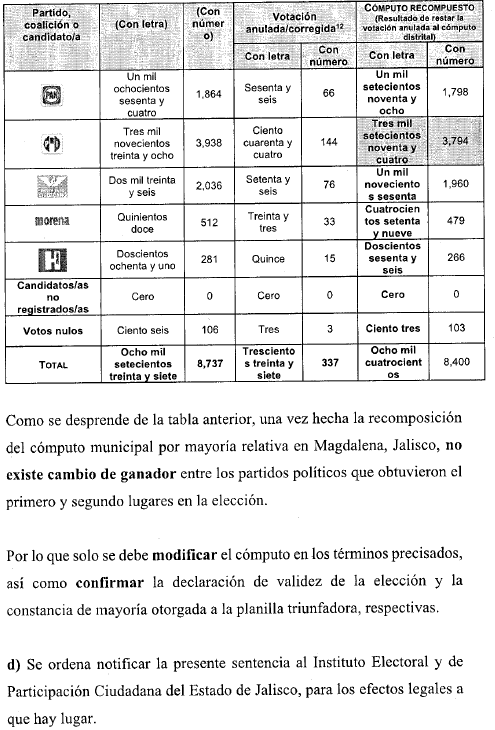 Partido, coalición o candidato/a | (Con letra) | (Con númer o) | Votación anulada/corregida12 | CÓMPUTO RECOMPUESTO (Resultado de restar la votación anulada al cómputo distrital)
Con letra | Con número | Con letra | Con número
PAN | Un mil ochocientos sesenta y cuatro | 1,864 | Sesenta y seis | 66 | Un mil setecientos noventa y ocho | 1,798
Tres mil novecientos treinta y ocho | 3,938 | Ciento cuarenta y cuatro | 144 | Tres mil setecientos noventa y cuatro | 3,794
Dos mil treinta y seis | 2,036 | Setenta y seis | 76 | Un mil noveciento s sesenta | 1,960
morena | Quinientos doce | 512 | Treinta y tres | 33 | Cuatrocien tos setenta y nueve | 479
H | Doscientos ochenta y uno | 281 | Quince | 15 | Doscientos sesenta y seis | 266
Candidatos/as no registrados/as | Cero | 0 | Cero | 0 | Cero | 0
Votos nulos | Ciento seis | 106 | Tres | 3 | Ciento tres | 103
TOTAL | Ocho mil setecientos treinta y siete | 8,737 | Tresciento s treinta y siete | 337 | Ocho mil cuatrocient os | 8,400
Como se desprende de la tabla anterior, una vez hecha la recomposición
del cómputo municipal por mayoría relativa en Magdalena, Jalisco, no
existe cambio de ganador entre los partidos políticos que obtuvieron el
primero y segundo lugares en la elección.
Por lo que solo se debe modificar el cómputo en los términos precisados,
así como confirmar la declaración de validez de la elección y la
constancia de mayoría otorgada a la planilla triunfadora, respectivas.
d) Se ordena notificar la presente sentencia al Instituto Electoral y de
Participación Ciudadana del Estado de Jalisco, para los efectos legales a
que hay lugar.